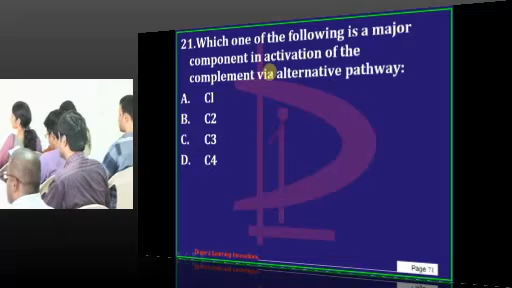 21.Which one of the following is a major
component in activation of the
complement via alternative pathway:
A. Cl
B. C2
C. C3
D. C4
Page 71